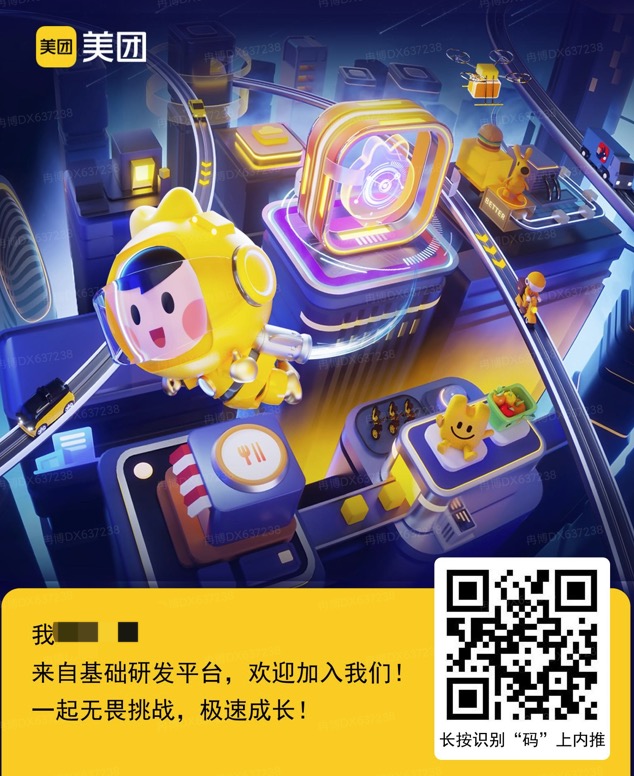 美团 美团
BETTER
我
来自基础研发平台，欢迎加入我们！
一起无畏挑战，极速成长！
长按识别“码”上内推
冉博DX637238